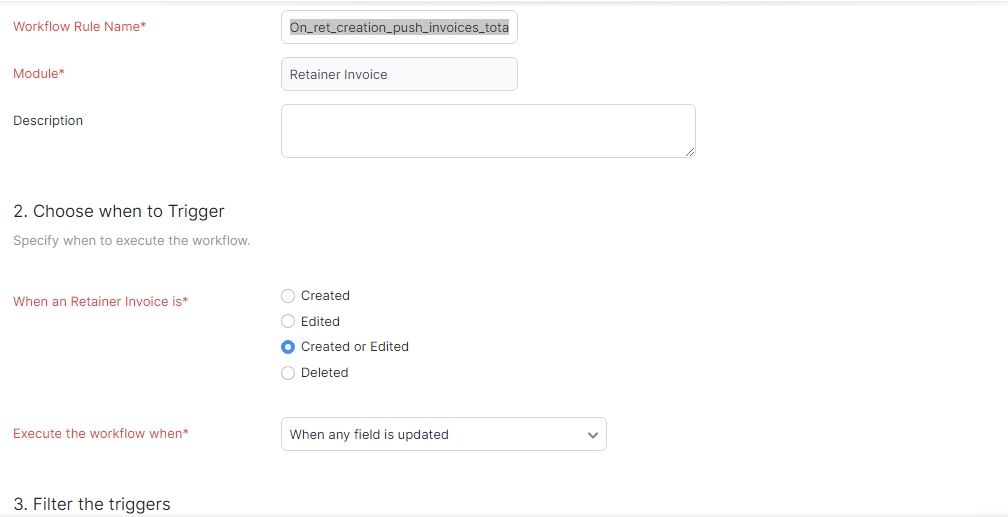 Workflow Rule Name*
On_ret_creation_push_invoices_tota
Module*
Retainer Invoice
Description
2. Choose when to Trigger
Specify when to execute the workflow.
When an Retainer Invoice is*
Created
Edited
Created or Edited
Deleted
Execute the workflow when*
When any field is updated
3. Filter the triggers